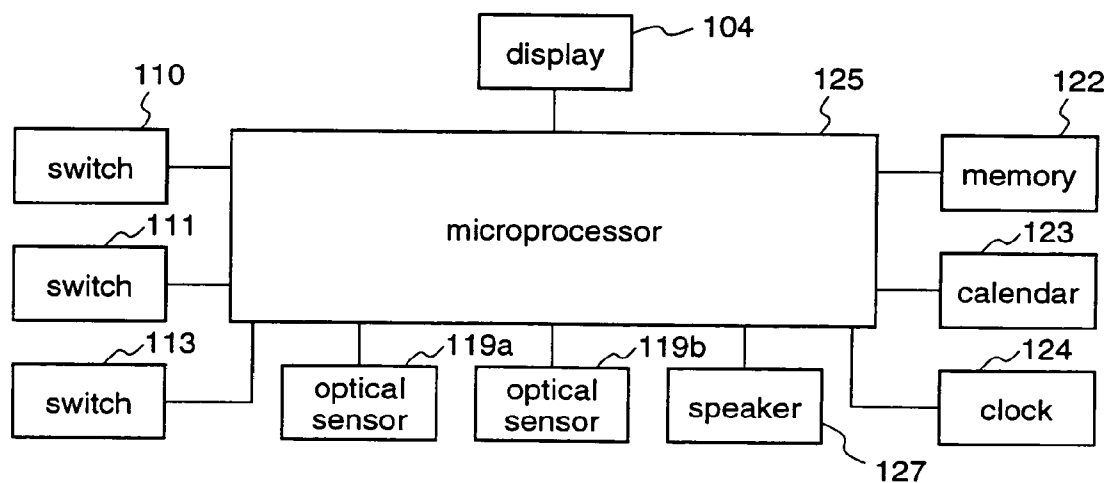 104
display
110
125
122
switch
memory
microprocessor
111
123
switch
calendar
113
119a
119b
124
switch
optical
sensor
optical
sensor
speaker
clock
127